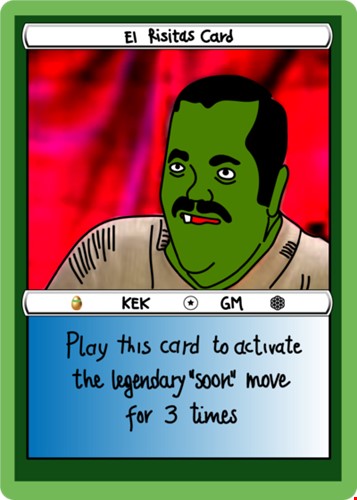 El Risitas Card
KEK GM
Play this card to activate
the legendary "soon" move
for 3 times